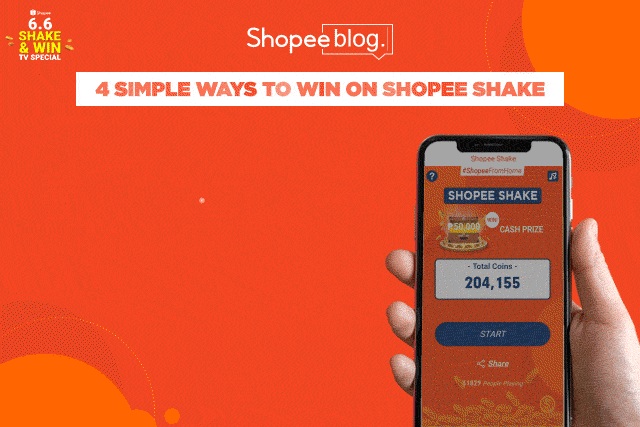 Shopee
6.6
SHAKE
& WIN
TV SPECIAL
Shopee blog.
4 SIMPLE WAYS TO WIN ON SHOPEE SHAKE
Shopee Shake
#ShopeeFromHome
?
SHOPEE SHAKE
₱50,000
WIN
CASH PRIZE
- Total Coins -
204,155
START
Share
People Playing